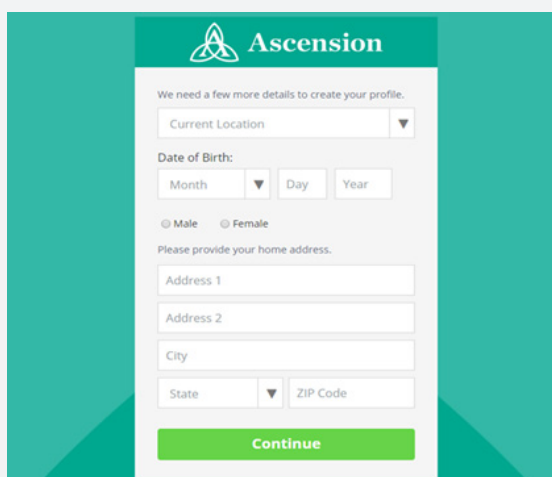 Ascension
We need a few more details to create your profile.
Current Location
Date of Birth:
Month Day Year
Male Female
Please provide your home address.
Address 1
Address 2
City
State ZIP Code
Continue